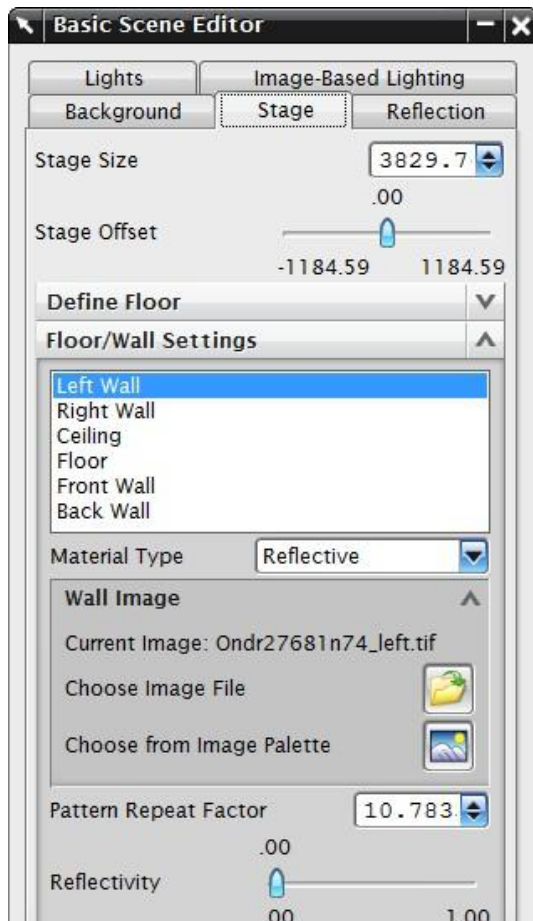 Basic Scene Editor
Lights
Image-Based Lighting
Background
Stage
Reflection
Stage Size
3829.7
.00
Stage Offset
-1184.59
1184.59
Define Floor
Floor/Wall Settings
Left Wall
Right Wall
Ceiling
Floor
Front Wall
Back Wall
Material Type
Reflective
Wall Image
Current Image: Ondr27681n74_left.tif
Choose Image File
Choose from Image Palette
Pattern Repeat Factor
10.783
.00
Reflectivity
.00
1.00